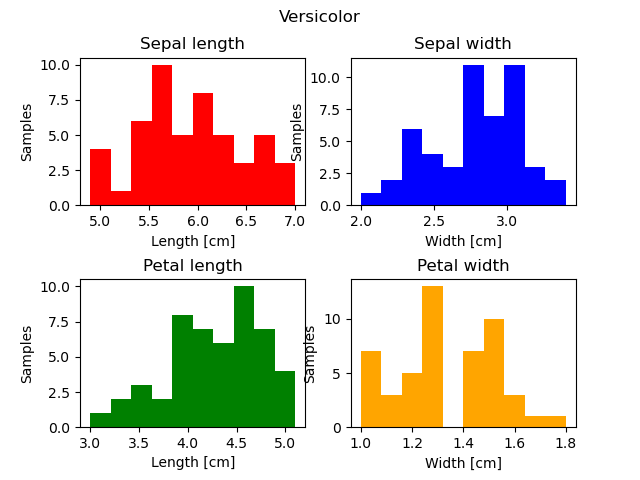 Versicolor
Sepal length
Sepal width
10.0
7.5
5.0
2.5
0.0
Samples
5.0 5.5 6.0 6.5 7.0
Length [cm]
10.0
7.5
5.0
2.5
0.0
Samples
2.0 2.5 3.0
Width [cm]
Petal length
Petal width
10.0
7.5
5.0
2.5
0.0
Samples
3.0 3.5 4.0 4.5 5.0
Length [cm]
10
5
0
Samples
1.0 1.2 1.4 1.6 1.8
Width [cm]